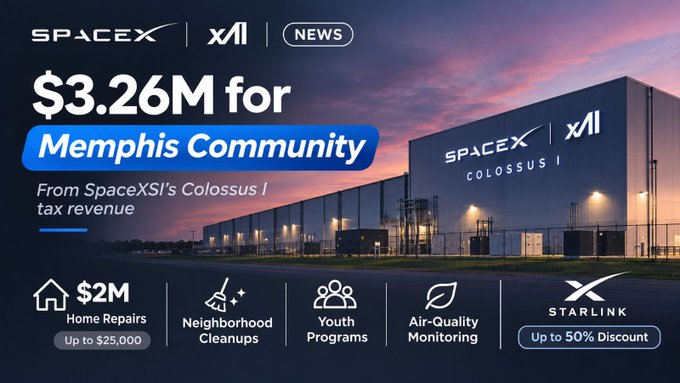 SPACEX
xAI
NEWS
$3.26M for
Memphis Community
From SpaceXSI's Colossus I
tax revenue
SPACEX xAI
COLOSSUS I
$2M
Home Repairs
Up to $25,000
Neighborhood
Cleanups
Youth
Programs
Air-Quality
Monitoring
STARLINK
Up to 50% Discount